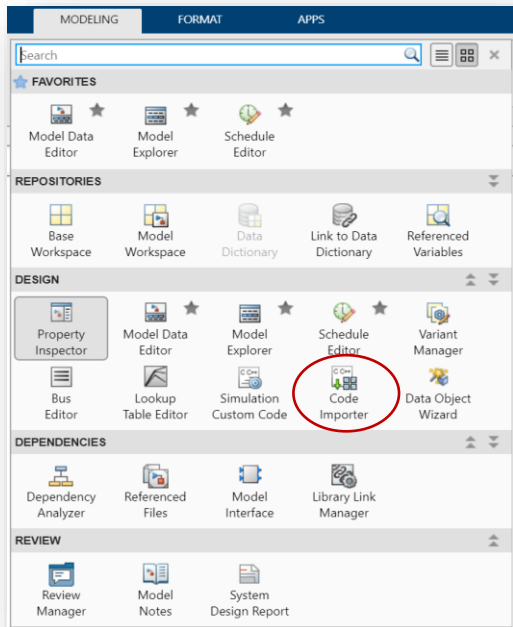 MODELING FORMAT APPS
Search
FAVORITES
Model Data Model Schedule
Editor Explorer Editor
REPOSITORIES
Base Model Data Link to Data Referenced
Workspace Workspace Dictionary Dictionary Variables
DESIGN
Property Model Data Model Schedule Variant
Inspector Editor Explorer Editor Manager
Bus Lookup Simulation Code Data Object
Editor Table Editor Custom Code Importer Wizard
DEPENDENCIES
Dependency Referenced Model Library Link
Analyzer Files Interface Manager
REVIEW
Review Model System
Manager Notes Design Report